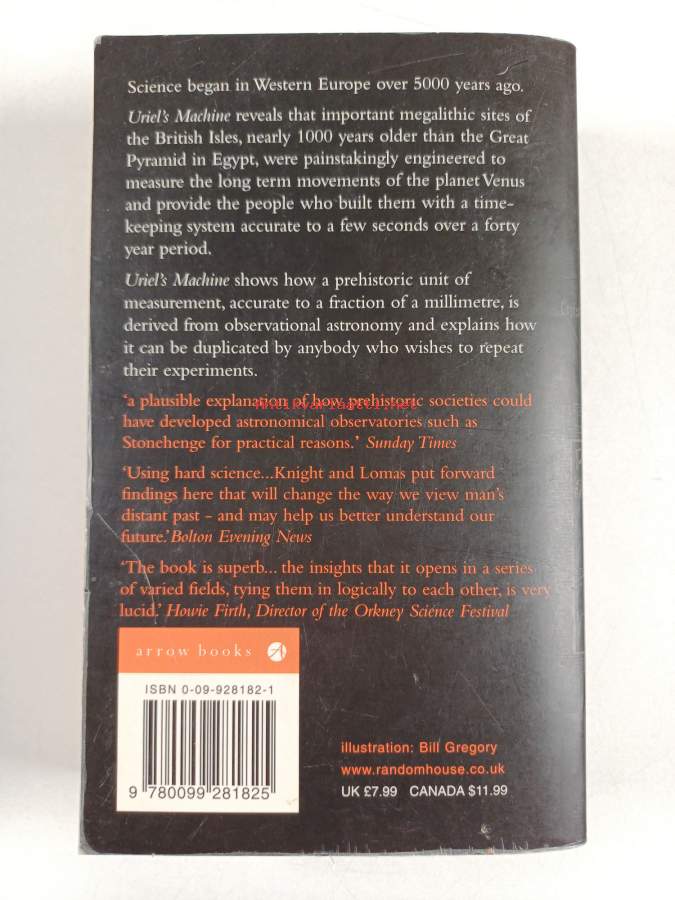 Science began in Western Europe over 5000 years ago.
Uriel's Machine reveals that important megalithic sites of
the British Isles, nearly 1000 years older than the Great
Pyramid in Egypt, were painstakingly engineered to
measure the long term movements of the planet Venus
and provide the people who built them with a time-
keeping system accurate to a few seconds over a forty
year period.
Uriel's Machine shows how a prehistoric unit of
measurement, accurate to a fraction of a millimetre, is
derived from observational astronomy and explains how
it can be duplicated by anybody who wishes to repeat
their experiments.
'a plausible explanation of how prehistoric societies could
Antikvariaatti.net
have developed astronomical observatories such as
Stonehenge for practical reasons.' Sunday Times
'Using hard science...Knight and Lomas put forward
findings here that will change the way we view man's
distant past – and may help us better understand our
future.' Bolton Evening News
'The book is superb... the insights that it opens in a series
of varied fields, tying them in logically to each other, is very
lucid.' Howie Firth, Director of the Orkney Science Festival
arrow books
ISBN 0-09-928182-1
9 780099 281825
illustration: Bill Gregory
www.randomhouse.co.uk
UK £7.99 CANADA $11.99